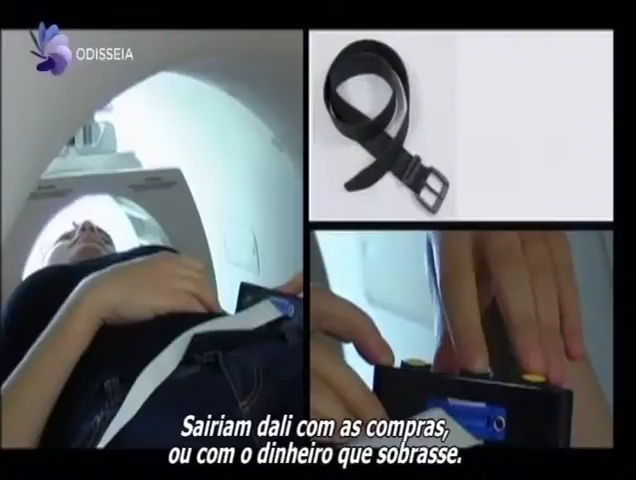 ODISSEIA
Sairiam dali com as compras,
ou com o dinheiro que sobrasse.